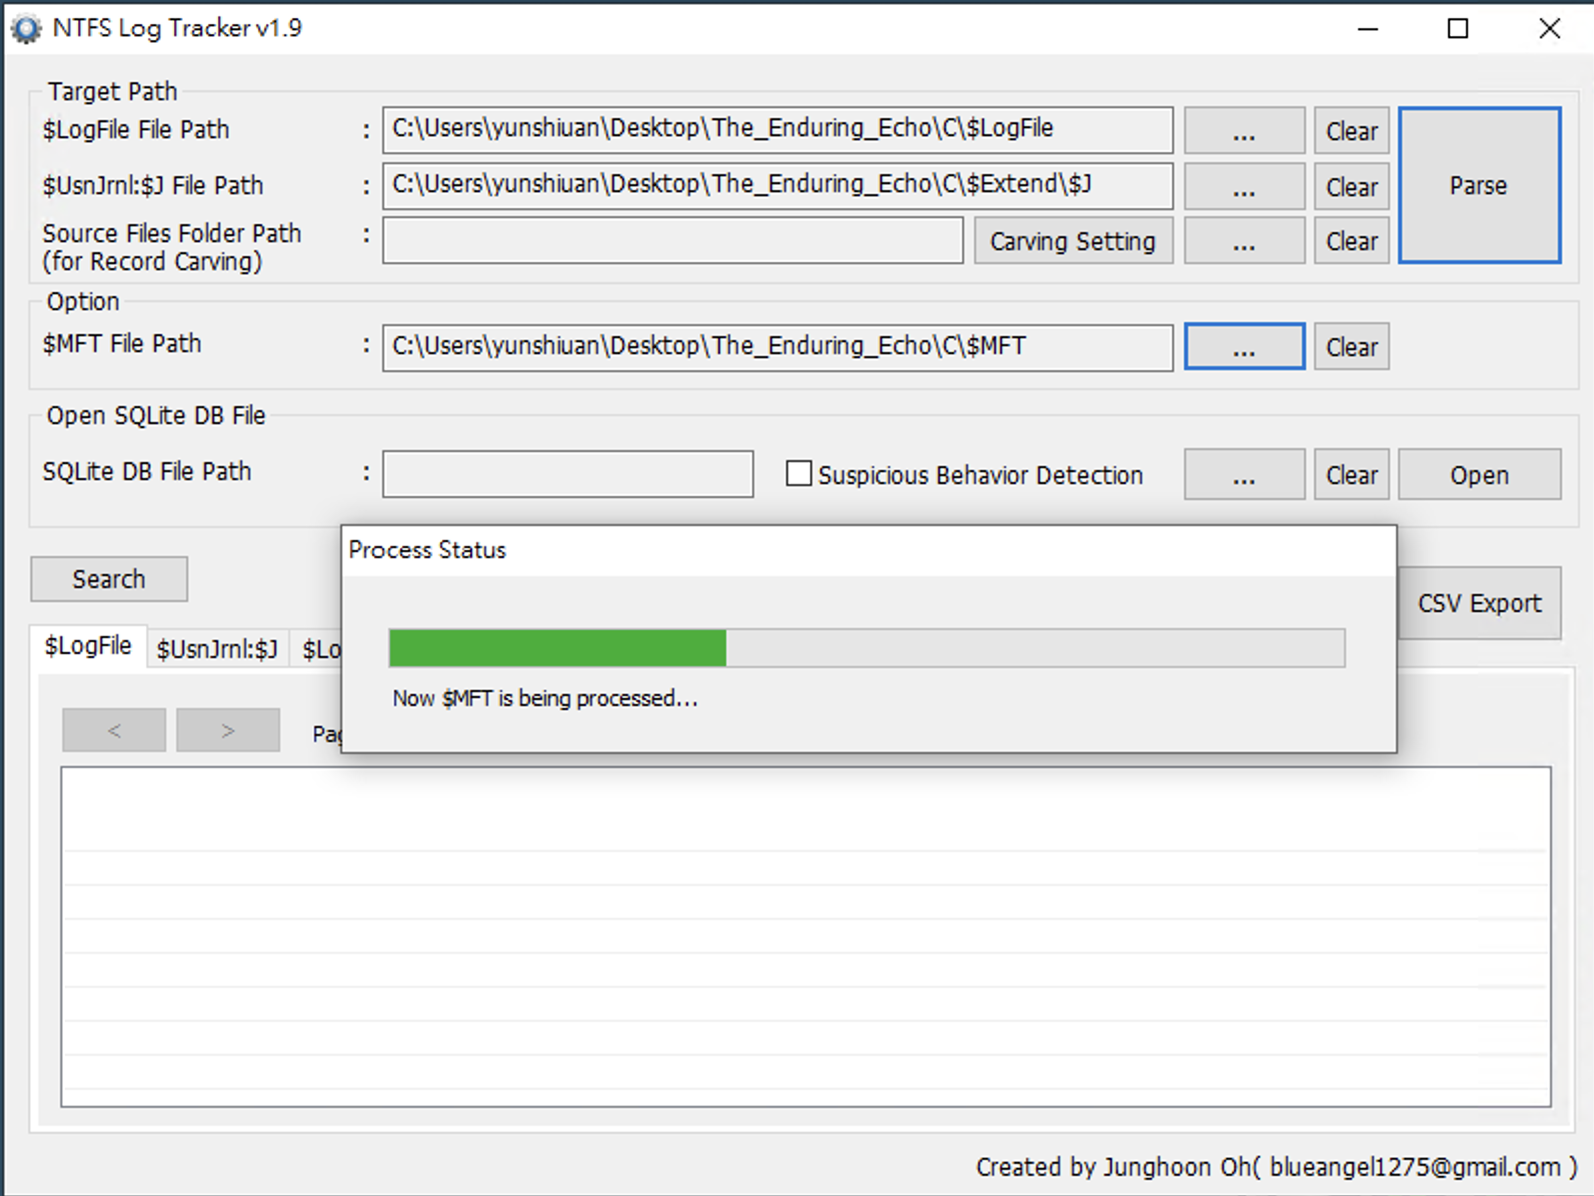 NTFS Log Tracker v1.9
Target Path
$LogFile File Path : C:\Users\yunshiuan\Desktop\The_Enduring_Echo\C\$LogFile ... Clear
Parse
$UsnJrnl:$J File Path : C:\Users\yunshiuan\Desktop\The_Enduring_Echo\C\$Extend\$J ... Clear
Source Files Folder Path : Carving Setting ... Clear
(for Record Carving)
Option
$MFT File Path : C:\Users\yunshiuan\Desktop\The_Enduring_Echo\C\$MFT ... Clear
Open SQLite DB File
SQLite DB File Path : Suspicious Behavior Detection ... Clear Open
Process Status
Search
CSV Export
$LogFile $UsnJrnl:$J $Lo
Now $MFT is being processed...
< > Pag
Created by Junghoon Oh( blueangel1275@gmail.com )